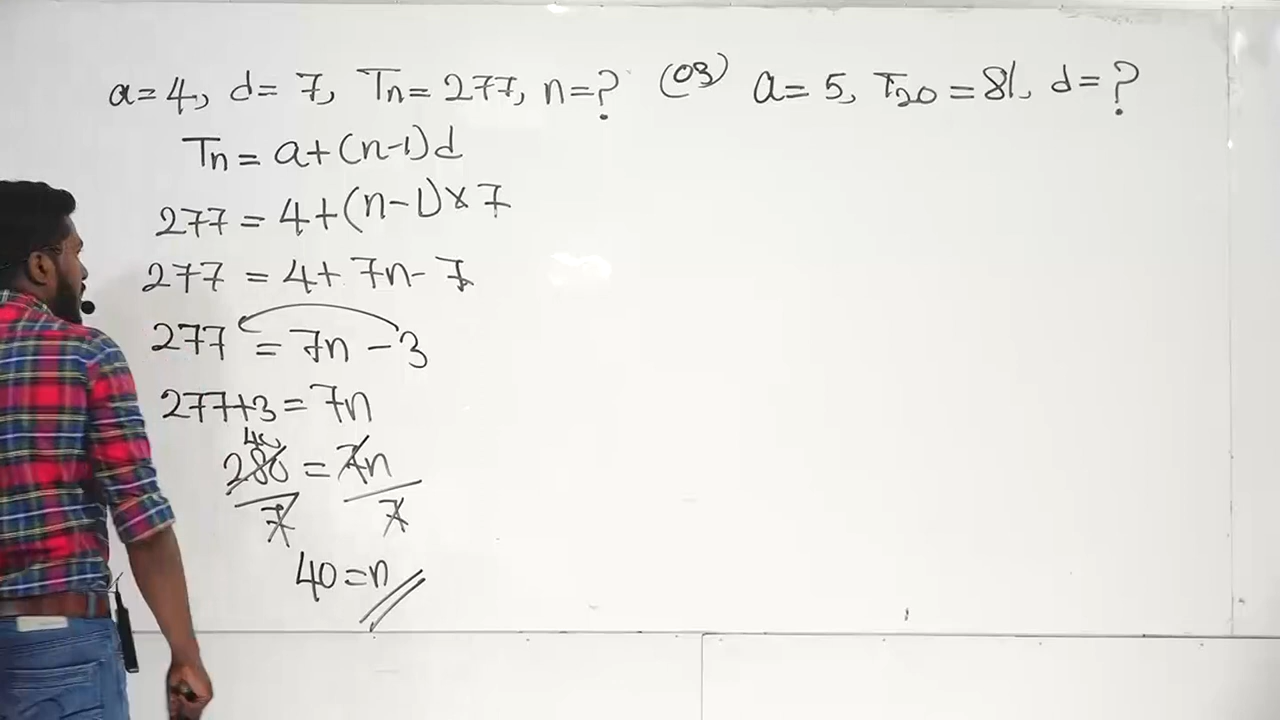 a=4, d=7, Tn=277, n=?
Tn=a+(n-1)d
277=4+(n-1)×7
277=4+7n-7
277=7n-3
277+3=7n
40
280=7n
7 7
40=n
(03) a=5, T20=81, d=?